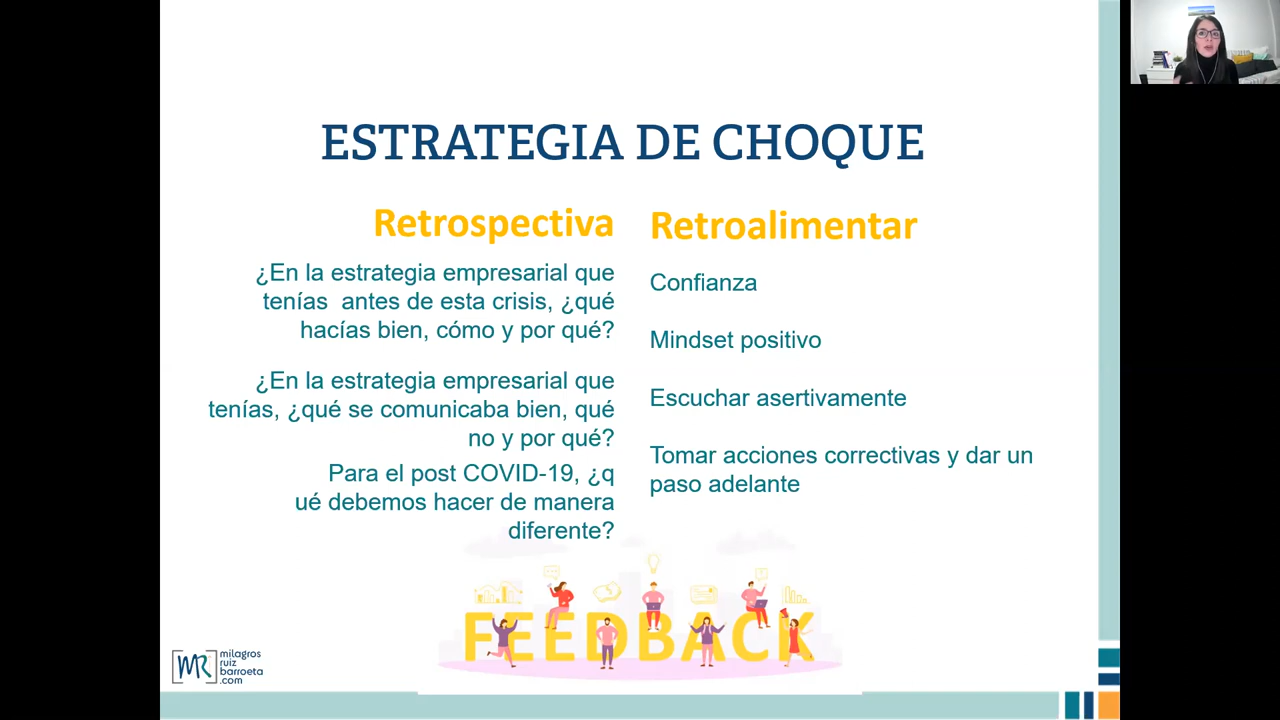 ESTRATEGIA DE CHOQUE
Retrospectiva
¿En la estrategia empresarial que
tenías antes de esta crisis, ¿qué
hacías bien, cómo y por qué?
¿En la estrategia empresarial que
tenías, ¿qué se comunicaba bien, qué
no y por qué?
Para el post COVID-19, ¿q
ué debemos hacer de manera
diferente?
Retroalimentar
Confianza
Mindset positivo
Escuchar asertivamente
Tomar acciones correctivas y dar un
paso adelante
FEEDBACK
MR
milagros
ruiz
barroeta
.com